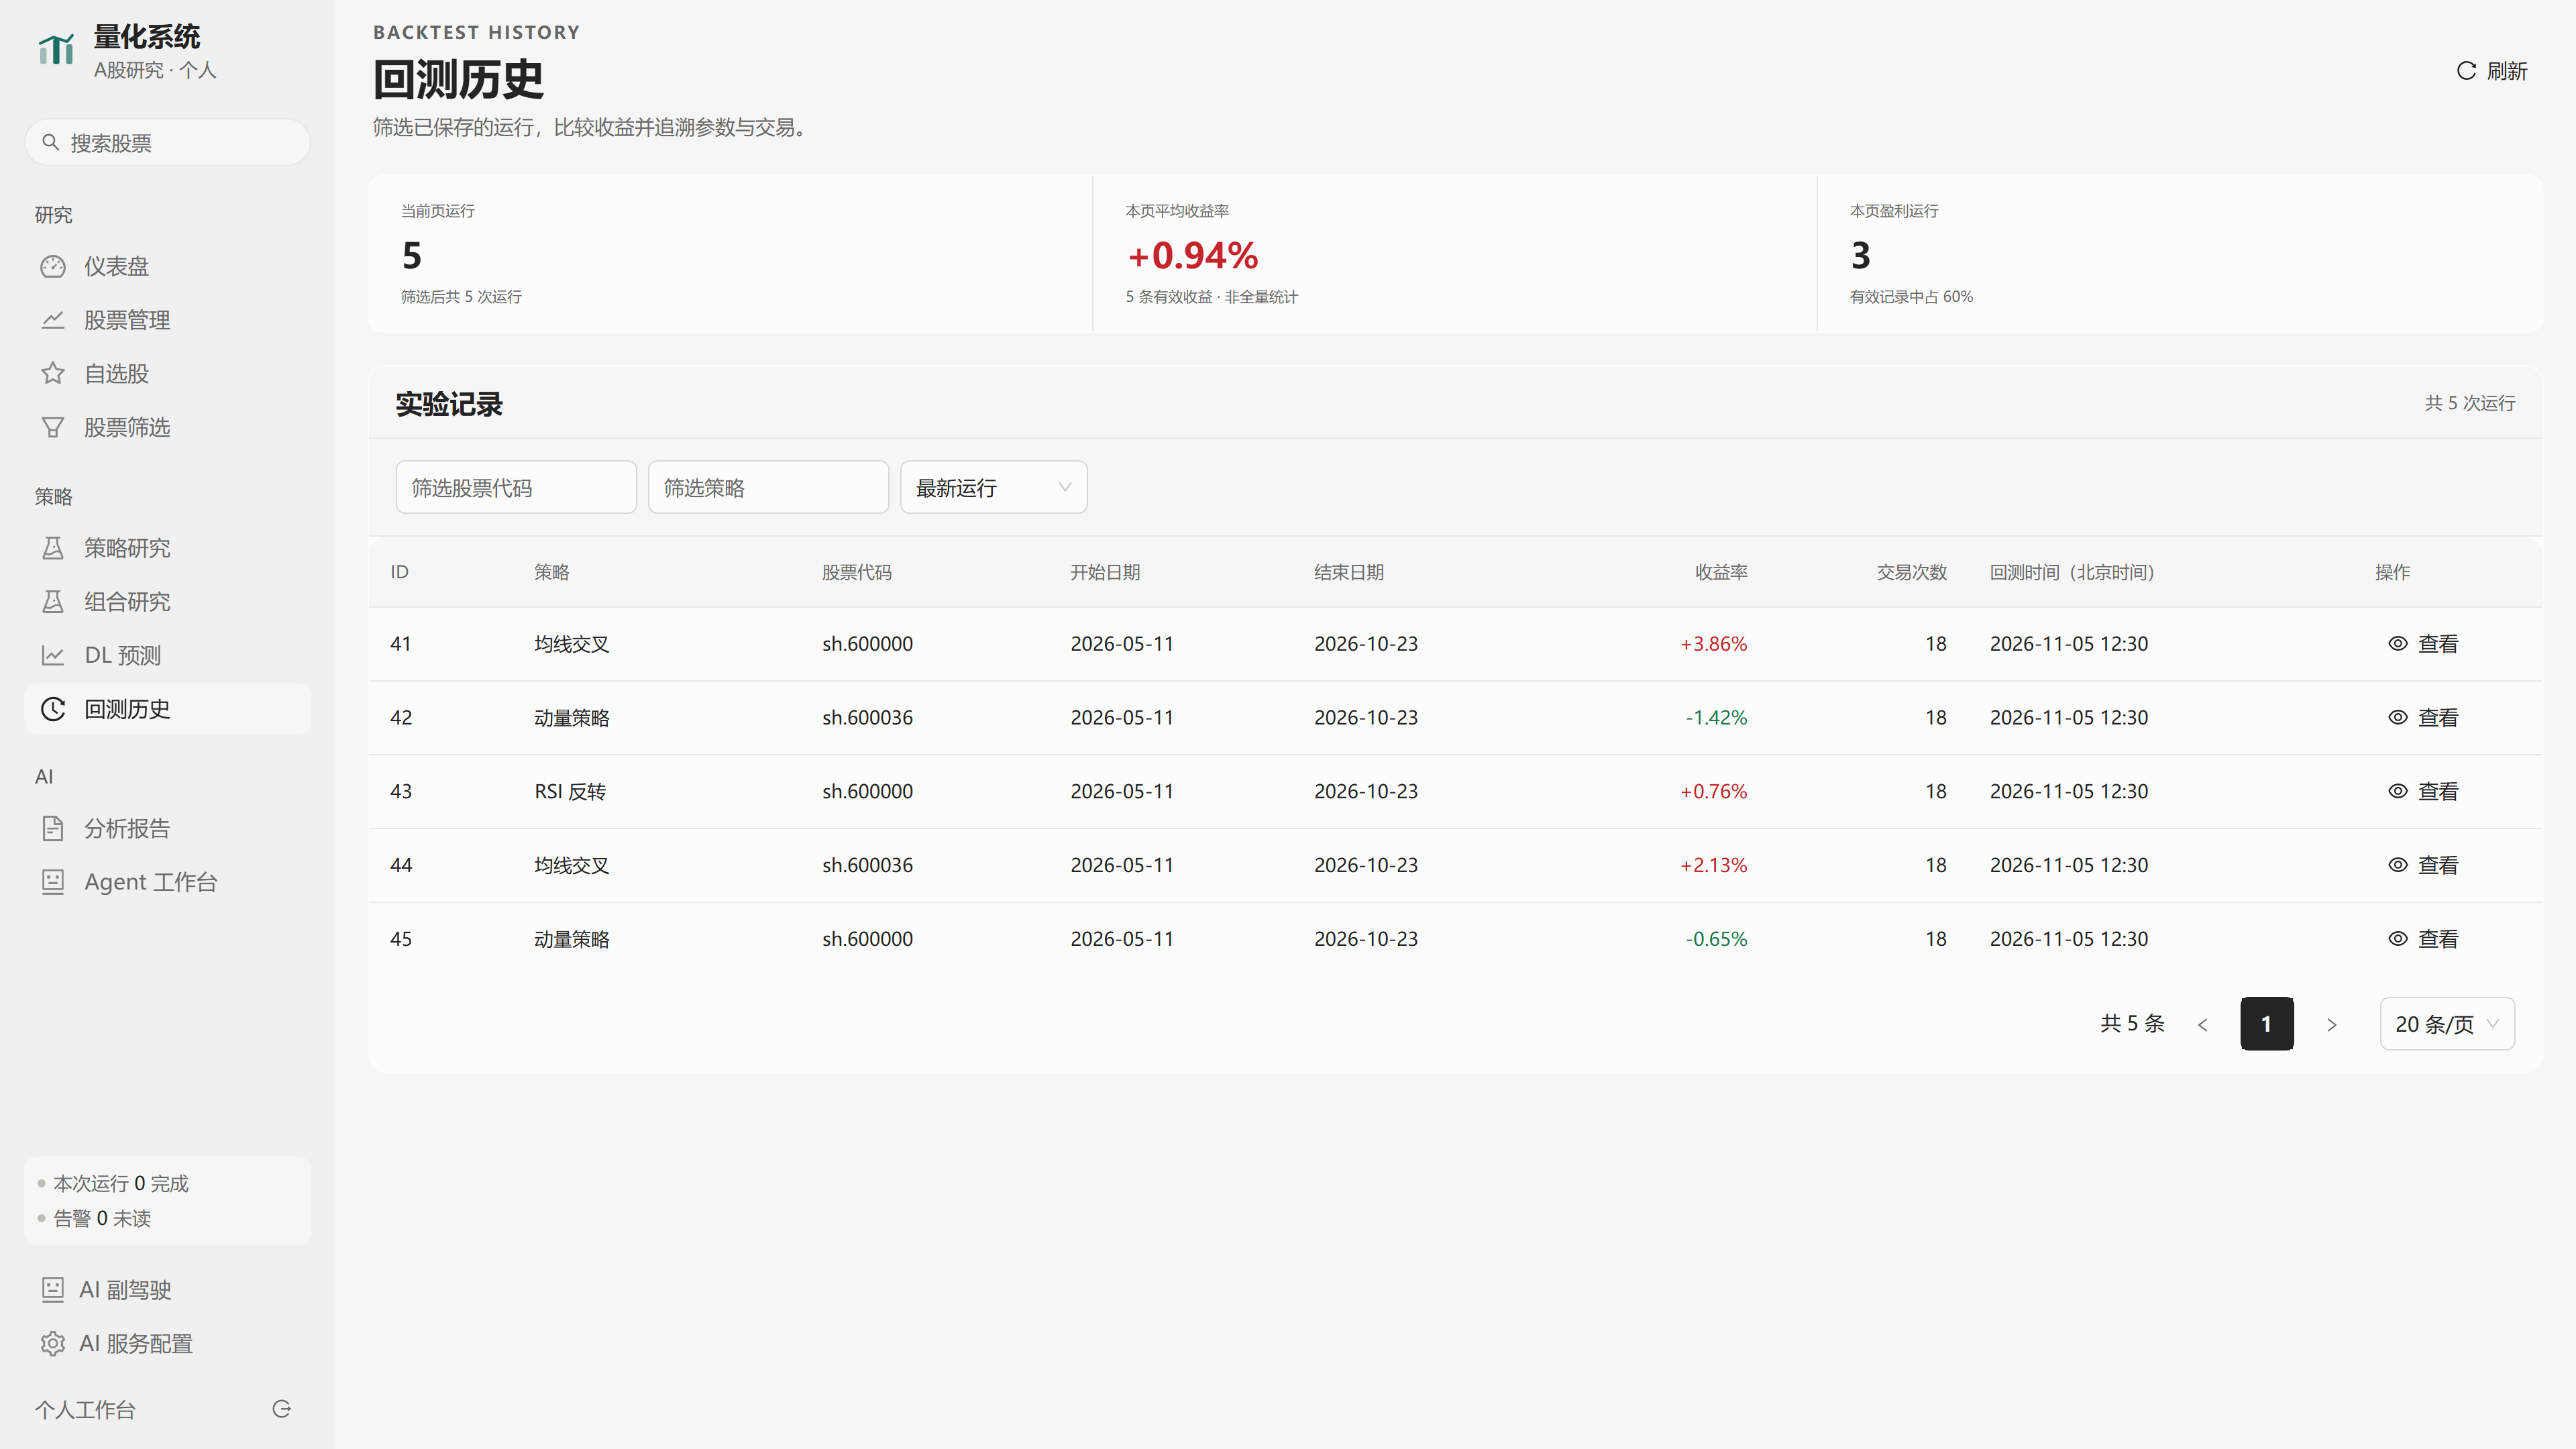 量化系统
A股研究 · 个人
搜索股票
研究
仪表盘
股票管理
自选股
股票筛选
策略
策略研究
组合研究
DL 预测
回测历史
AI
分析报告
Agent 工作台
本次运行 0 完成
告警 0 未读
AI 副驾驶
AI 服务配置
个人工作台
BACKTEST HISTORY
回测历史
筛选已保存的运行，比较收益并追溯参数与交易。
刷新
当前页运行
5
筛选后共 5 次运行
本页平均收益率
+0.94%
5 条有效收益 · 非全量统计
本页盈利运行
3
有效记录中占 60%
实验记录
共 5 次运行
筛选股票代码 筛选策略 最新运行
ID 策略 股票代码 开始日期 结束日期 收益率 交易次数 回测时间（北京时间） 操作
41 均线交叉 sh.600000 2026-05-11 2026-10-23 +3.86% 18 2026-11-05 12:30 查看
42 动量策略 sh.600036 2026-05-11 2026-10-23 -1.42% 18 2026-11-05 12:30 查看
43 RSI 反转 sh.600000 2026-05-11 2026-10-23 +0.76% 18 2026-11-05 12:30 查看
44 均线交叉 sh.600036 2026-05-11 2026-10-23 +2.13% 18 2026-11-05 12:30 查看
45 动量策略 sh.600000 2026-05-11 2026-10-23 -0.65% 18 2026-11-05 12:30 查看
共 5 条 < 1 > 20 条/页